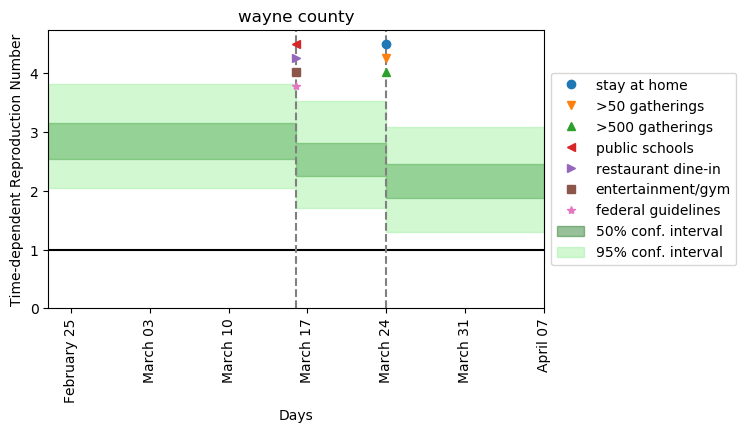 wayne county
Time-dependent Reproduction Number
4
3
2
1
0
February 25
March 03
March 10
March 17
March 24
March 31
April 07
Days
stay at home
>50 gatherings
>500 gatherings
public schools
restaurant dine-in
entertainment/gym
federal guidelines
50% conf. interval
95% conf. interval